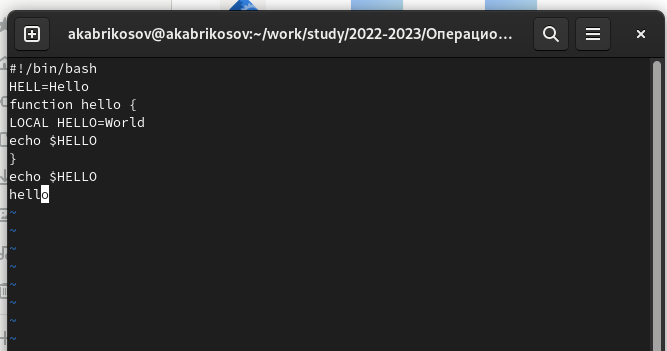 akabrikosov@akabrikosov:~/work/study/2022-2023/Операцио...
#!/bin/bash
HELL=Hello
function hello {
LOCAL HELLO=World
echo $HELLO
}
echo $HELLO
hello
~
~
~
~
~
~
~
~